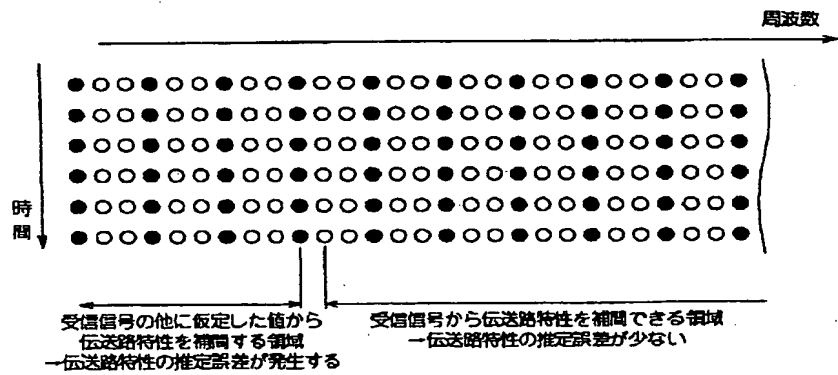 周波数
時
間
受信信号の他に仮定した値から
伝送路特性を補間する領域
→伝送路特性の推定誤差が発生する
受信信号から伝送路特性を補間できる領域
→伝送路特性の推定誤差が少ない